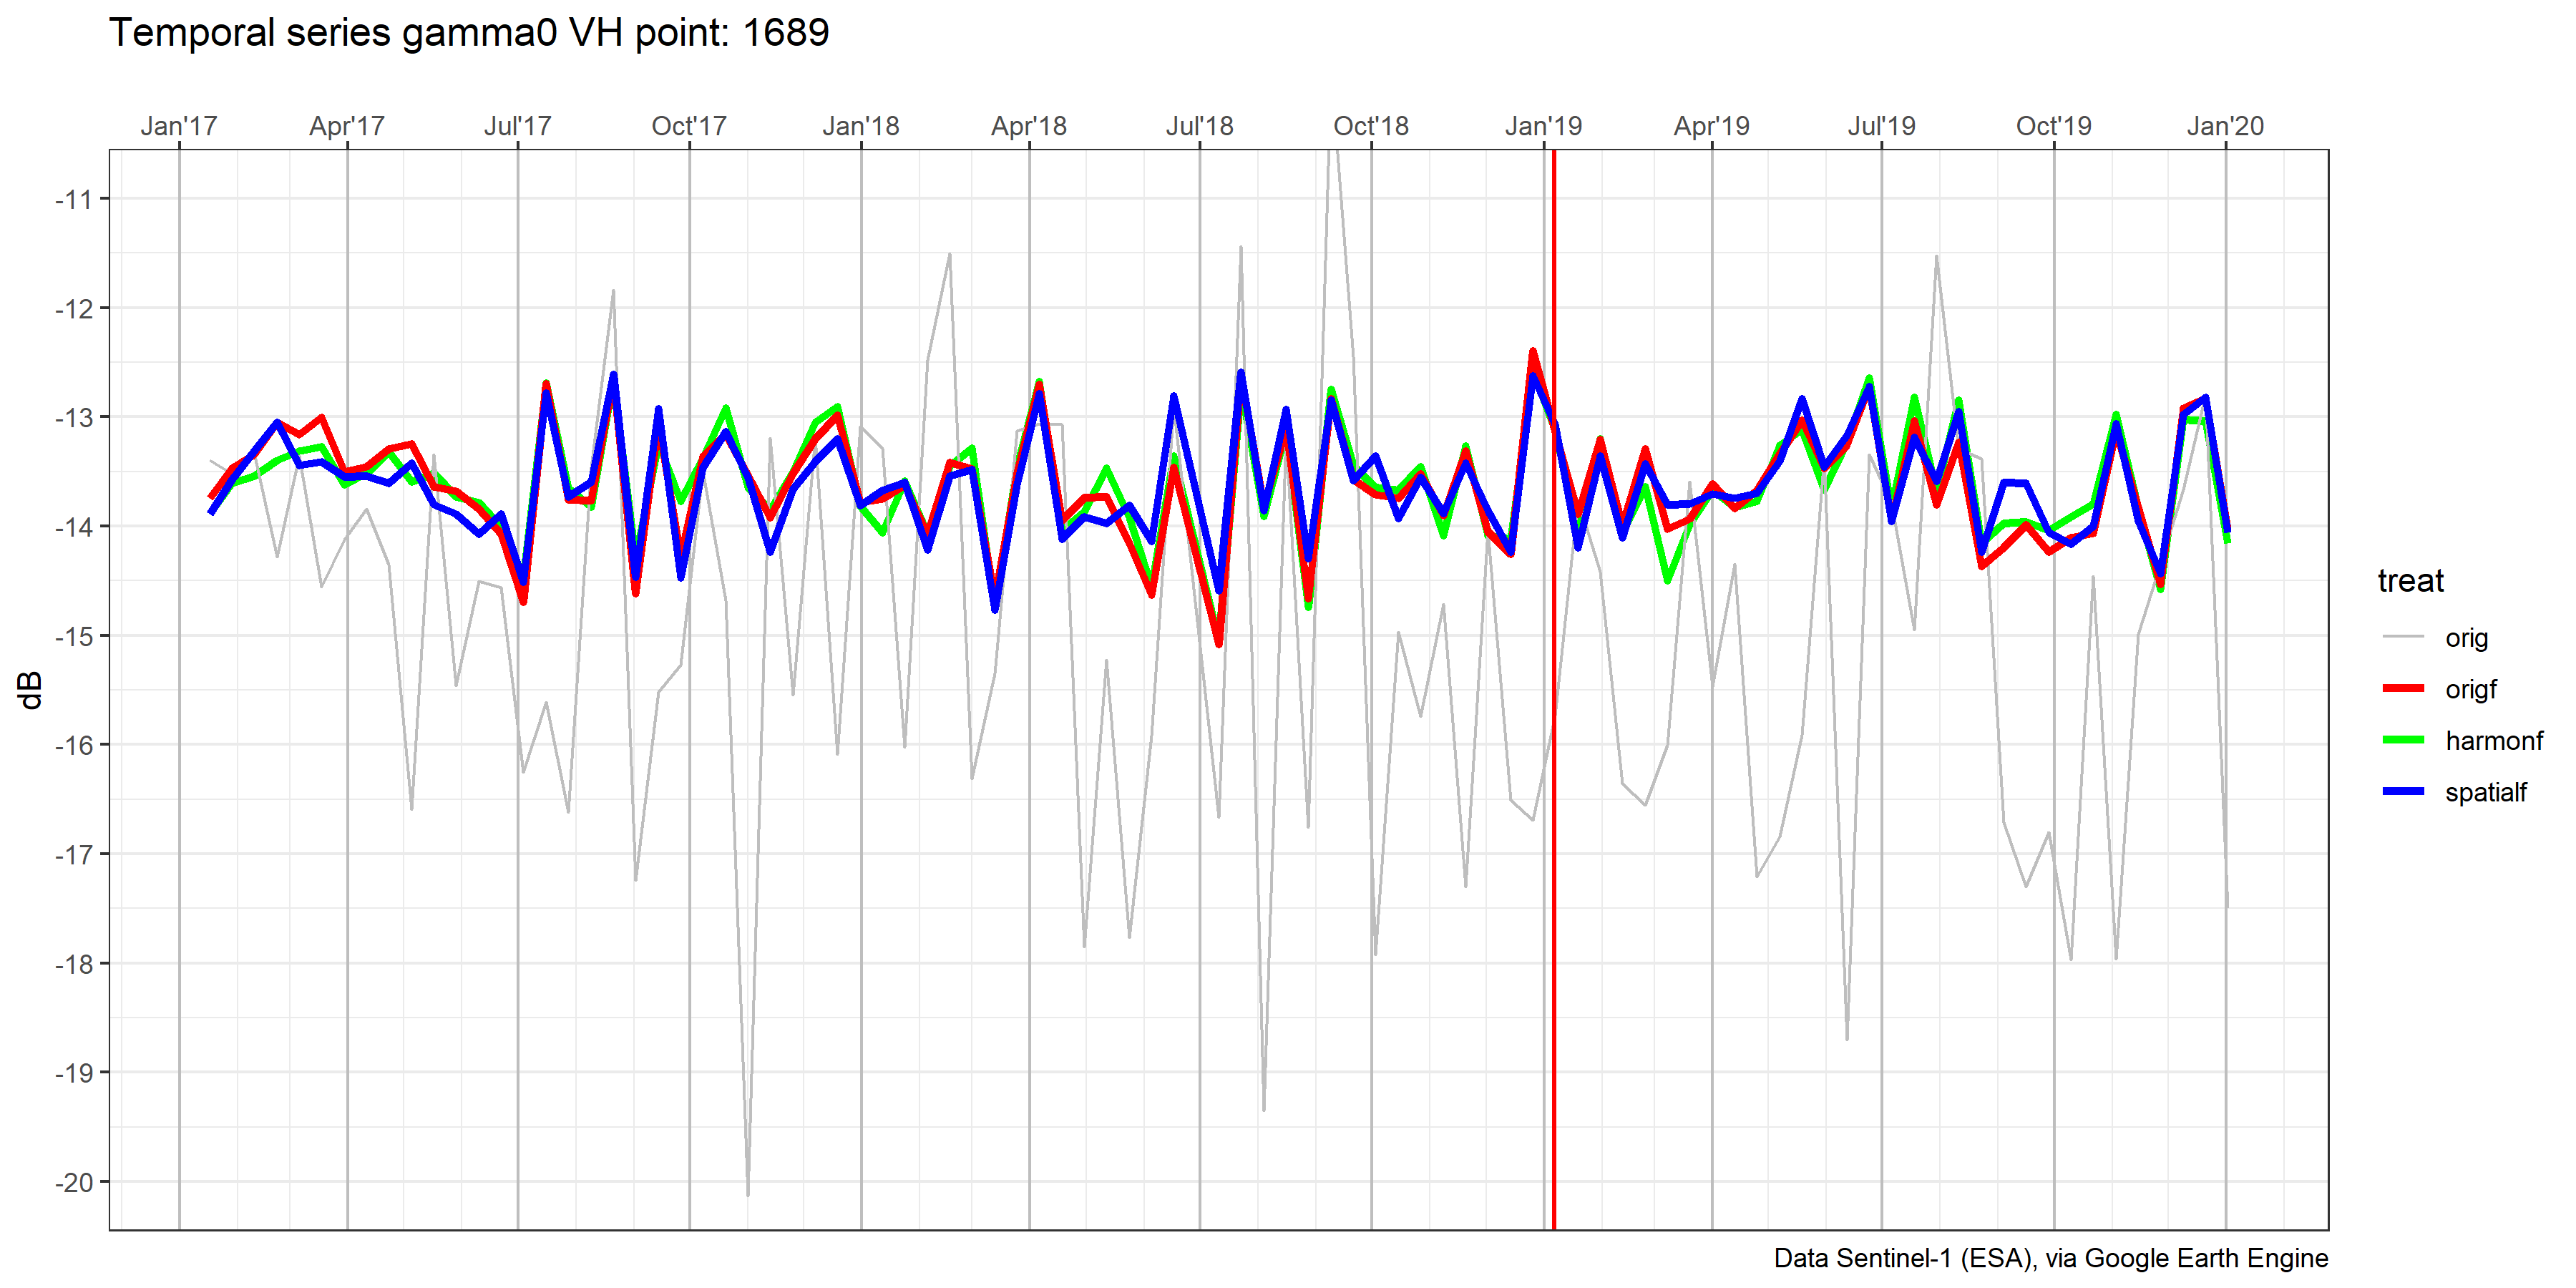 Temporal series gamma0 VH point: 1689
Jan'17 Apr'17 Jul'17 Oct'17 Jan'18 Apr'18 Jul'18 Oct'18 Jan'19 Apr'19 Jul'19 Oct'19 Jan'20
-11
-12
-13
-14
-15
-16
-17
-18
-19
-20
dB
treat
orig
origf
harmonf
spatialf
Data Sentinel-1 (ESA), via Google Earth Engine